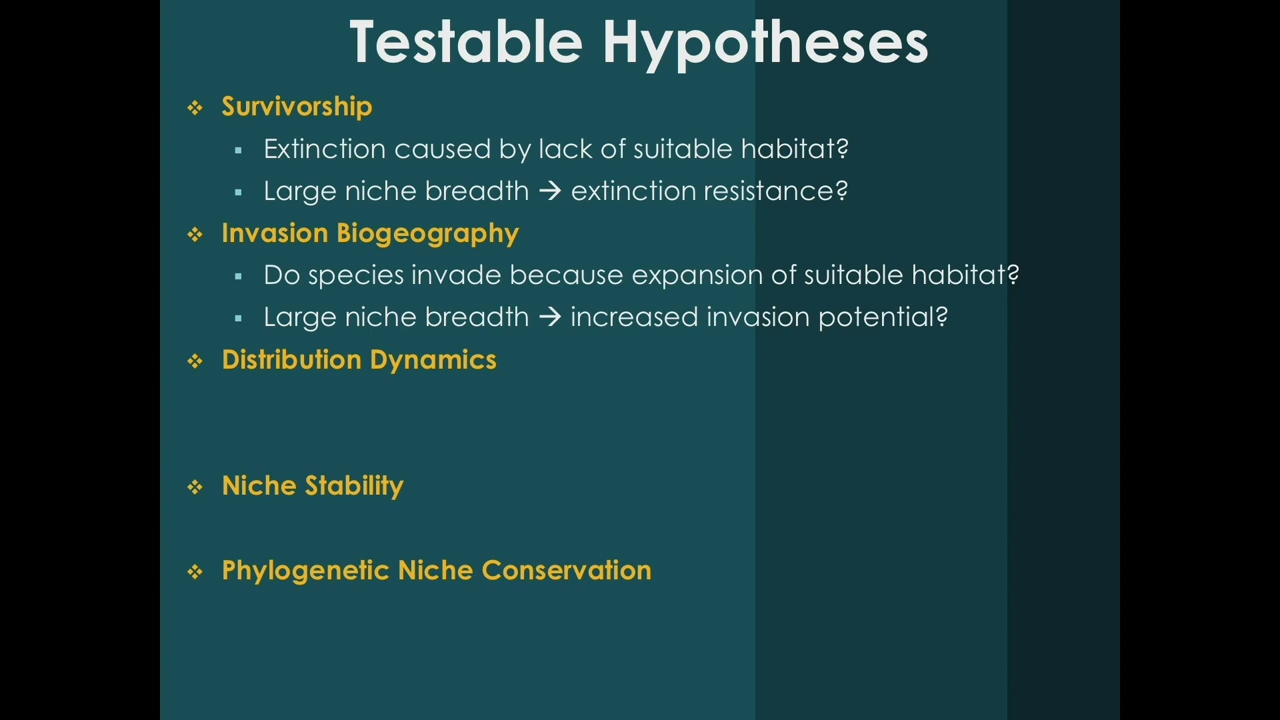 Testable Hypotheses
❖ Survivorship
▪ Extinction caused by lack of suitable habitat?
▪ Large niche breadth → extinction resistance?
❖ Invasion Biogeography
▪ Do species invade because expansion of suitable habitat?
▪ Large niche breadth → increased invasion potential?
❖ Distribution Dynamics
❖ Niche Stability
❖ Phylogenetic Niche Conservation